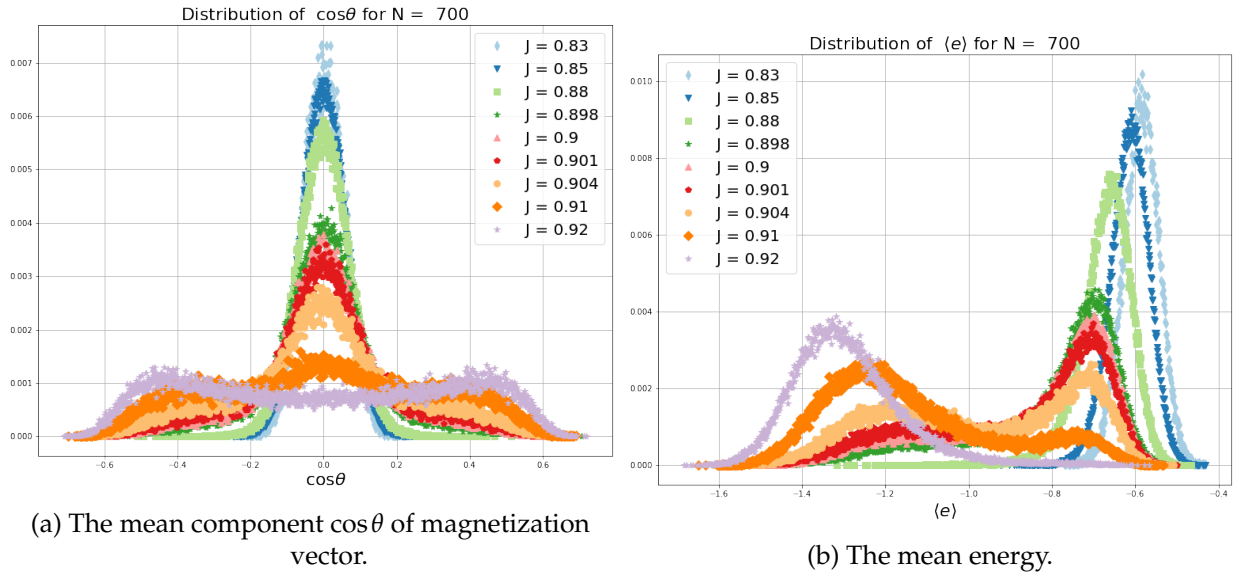 Distribution of cosθ for N = 700
0.007
0.006
0.005
0.004
0.003
0.002
0.001
0.000
J = 0.83
J = 0.85
J = 0.88
J = 0.898
J = 0.9
J = 0.901
J = 0.904
J = 0.91
J = 0.92
−0.6
−0.4
−0.2
0.0
0.2
0.4
0.6
cosθ
(a) The mean component cos θ of magnetization
vector.
Distribution of ⟨e⟩ for N = 700
0.010
0.008
0.006
0.004
0.002
0.000
J = 0.83
J = 0.85
J = 0.88
J = 0.898
J = 0.9
J = 0.901
J = 0.904
J = 0.91
J = 0.92
−1.6
−1.4
−1.2
−1.0
−0.8
−0.6
−0.4
⟨e⟩
(b) The mean energy.